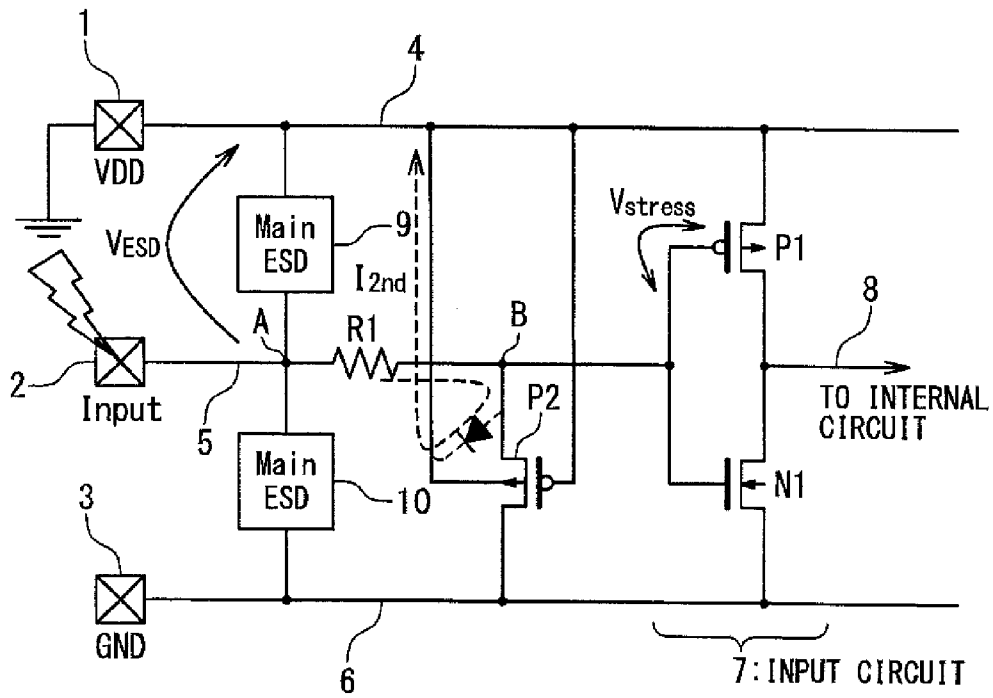 1
4
VDD
Main
ESD
9
VESD
I2nd
Vstress
P1
A
R1
B
8
2
Input
5
P2
TO INTERNAL
CIRCUIT
Main
ESD
10
N1
3
GND
6
7:INPUT CIRCUIT